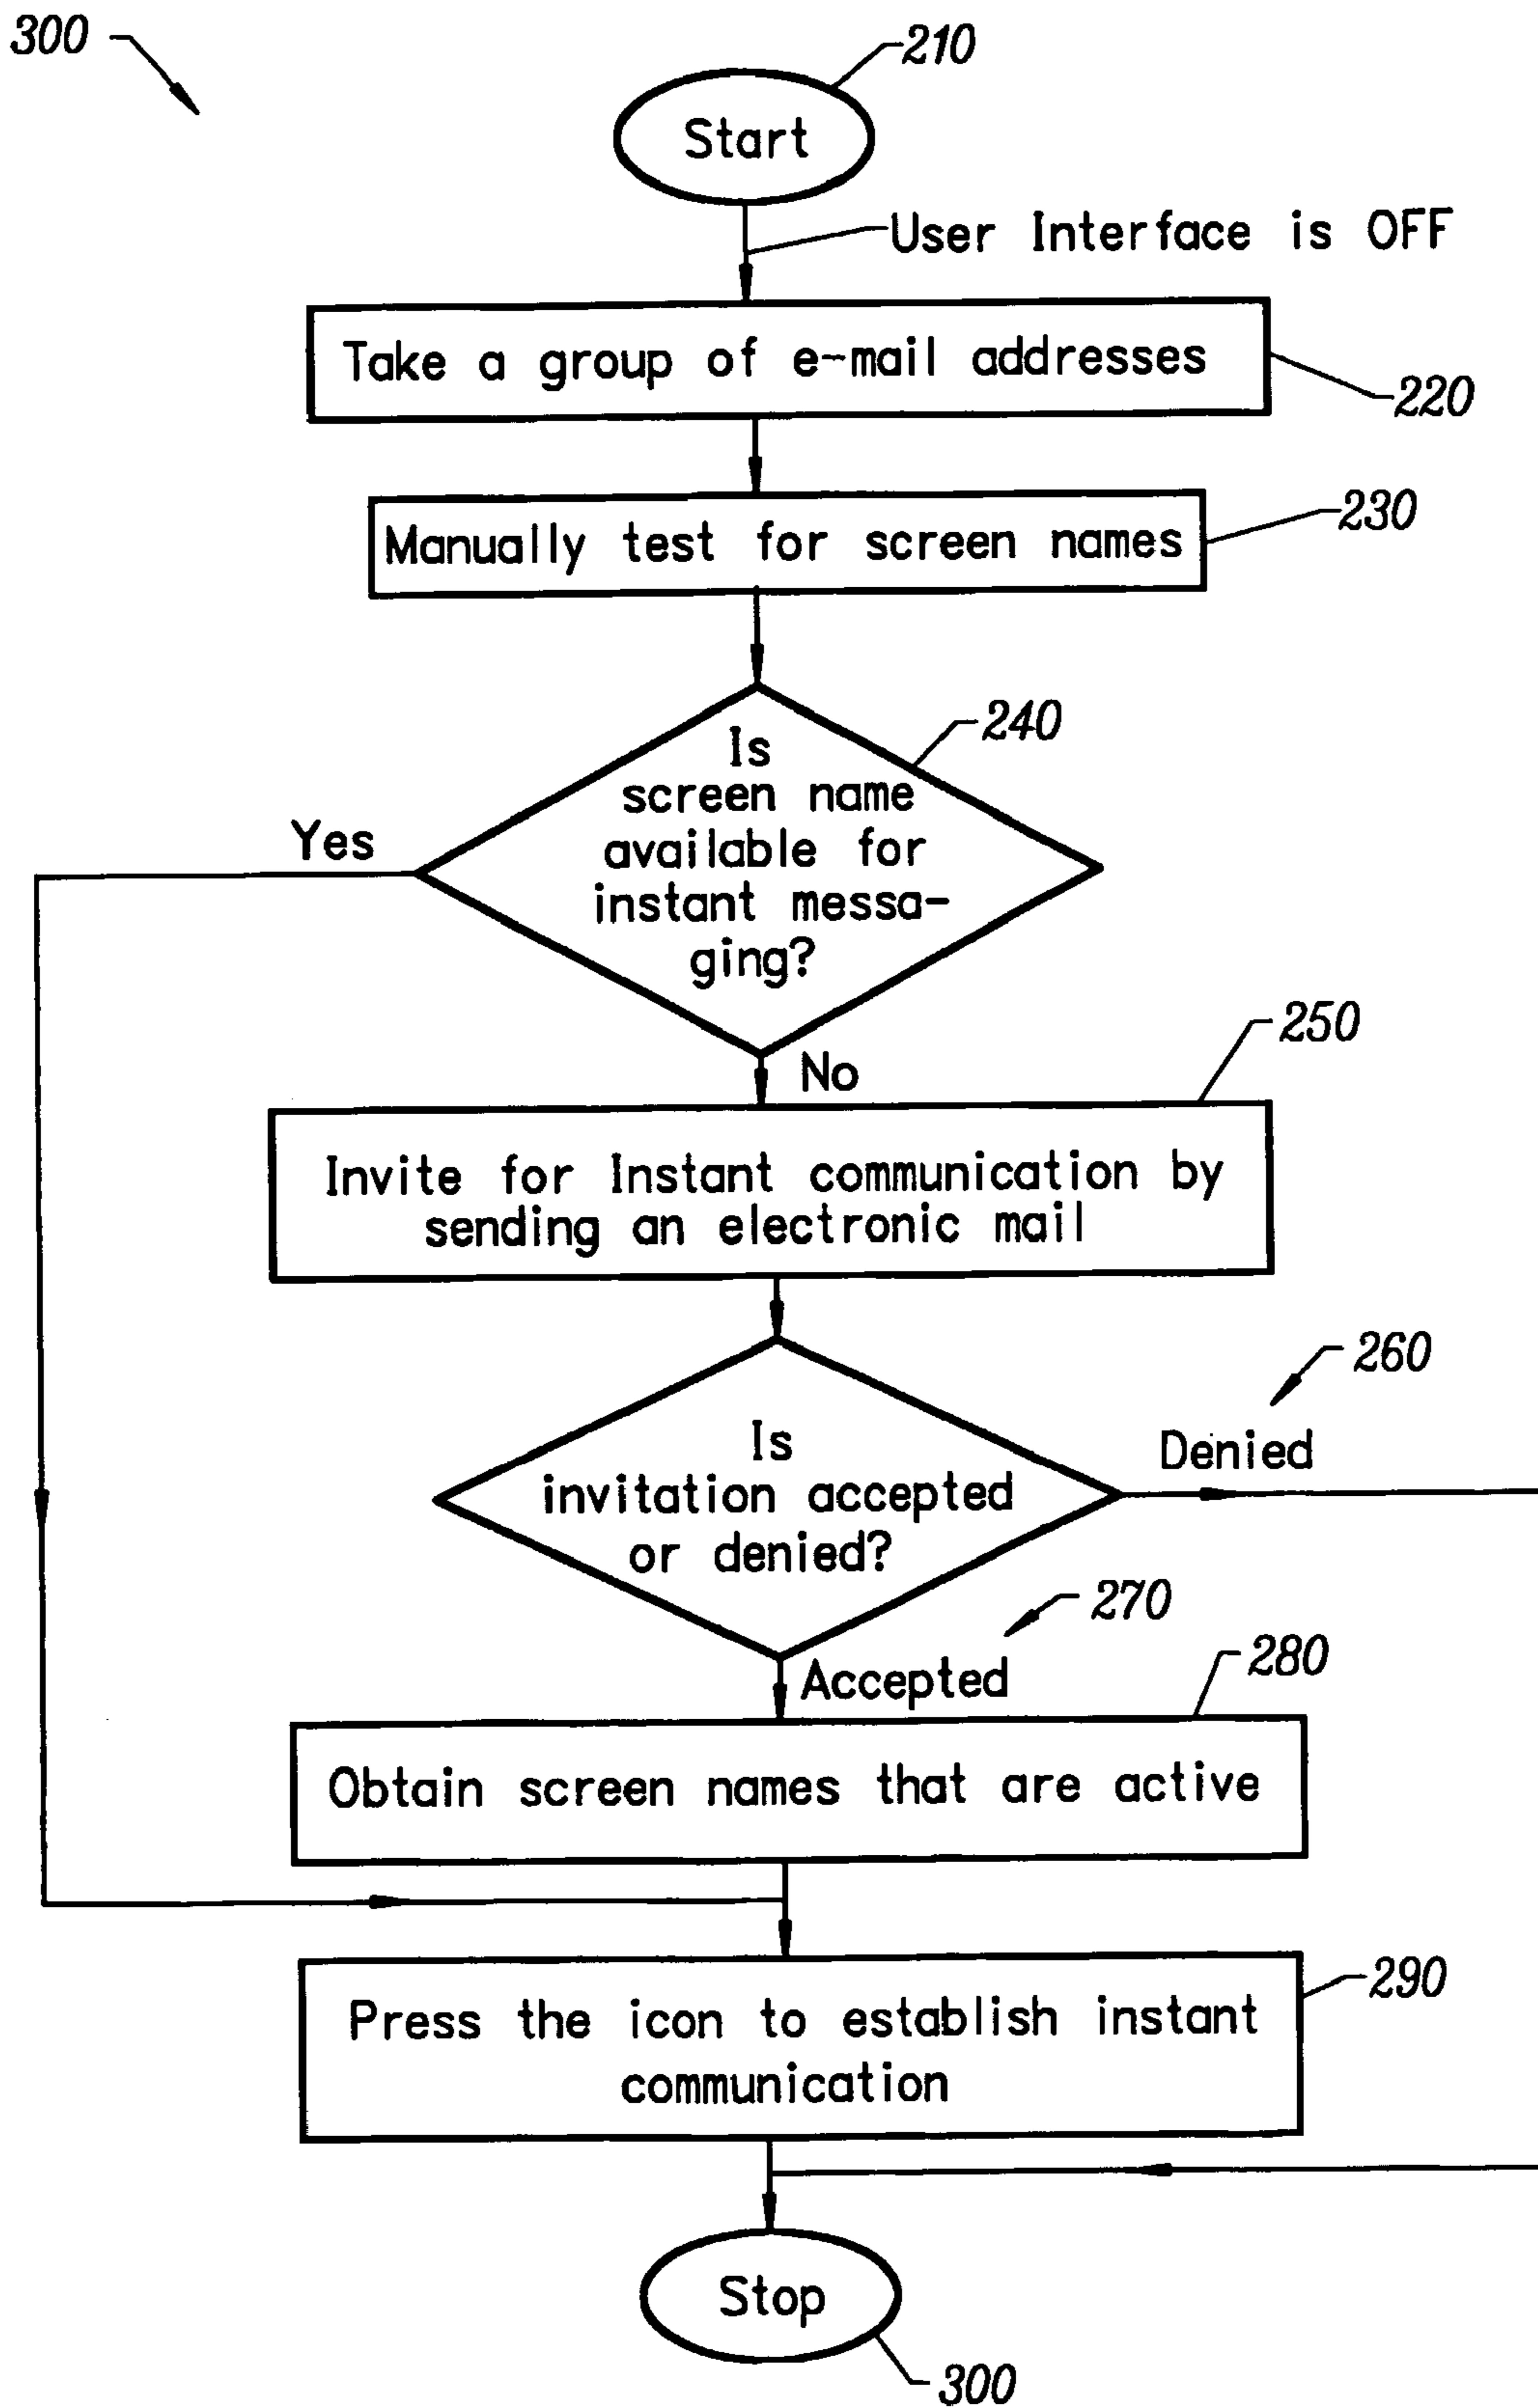 300
210
Start
User Interface is OFF
Take a group of e-mail addresses
220
Manually test for screen names
230
240
Is
screen name
available for
instant messa-
ging?
Yes
No
250
Invite for Instant communication by
sending an electronic mail
260
Denied
Is
invitation accepted
or denied?
270
Accepted
280
Obtain screen names that are active
290
Press the icon to establish instant
communication
Stop
300